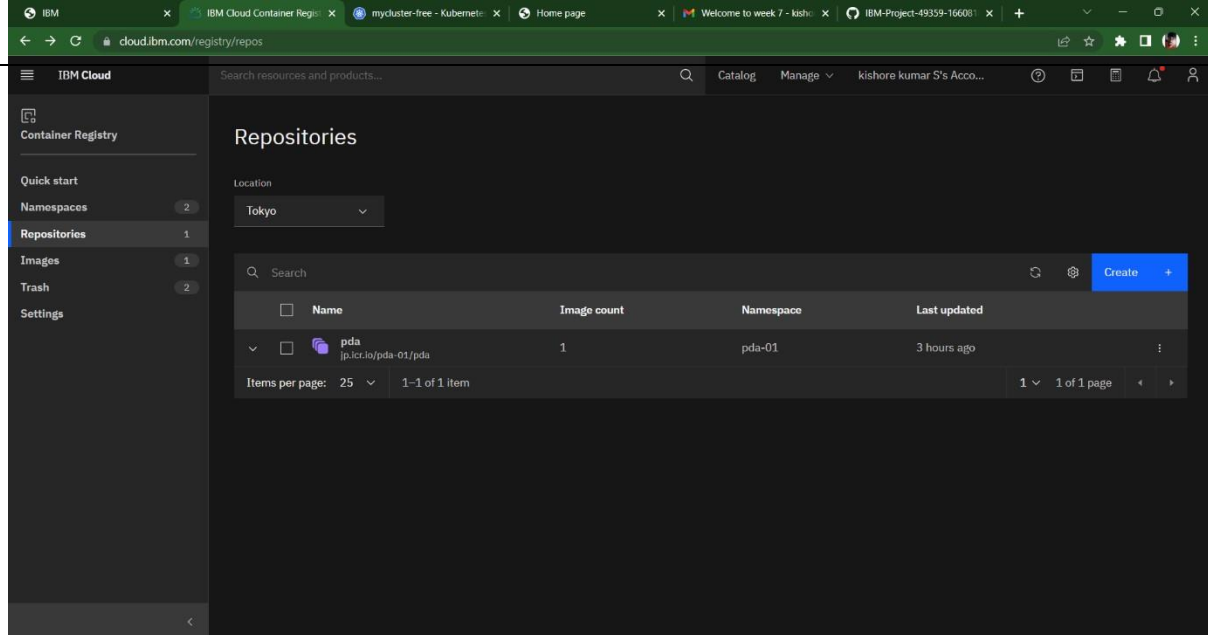 IBM
IBM Cloud Container Regist
mycluster-free - Kubernetes
Home page
Welcome to week 7 - kisho
IBM-Project-49359-166081
cloud.ibm.com/registry/repos
IBM Cloud
Search resources and products...
Catalog
Manage
kishore kumar S's Acco...
Container Registry
Quick start
Namespaces 2
Repositories 1
Images 1
Trash 2
Settings
Repositories
Location
Tokyo
Search
Create +
Name Image count Namespace Last updated
pda 1 pda-01 3 hours ago
jp.icr.io/pda-01/pda
Items per page: 25 1–1 of 1 item 1 1 of 1 page